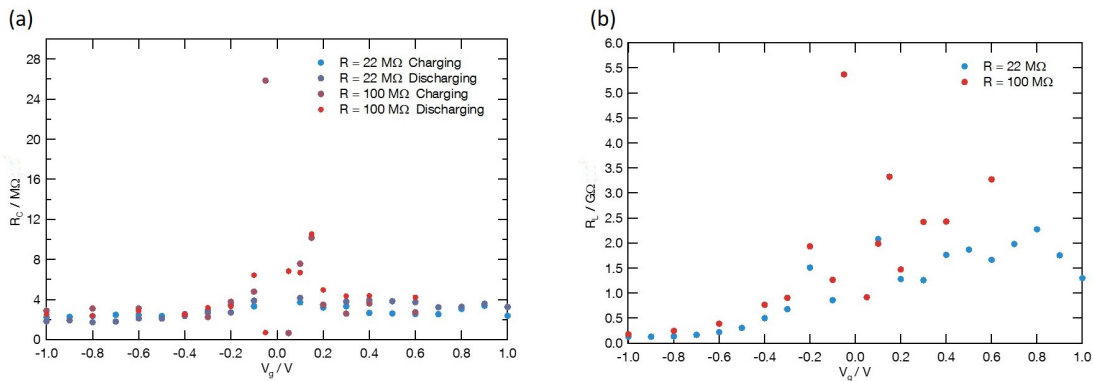 (a)
28
24
20
16
12
8
4
0
R_C / MΩ
-1.0 -0.8 -0.6 -0.4 -0.2 0.0 0.2 0.4 0.6 0.8 1.0
V_g / V
R = 22 MΩ Charging
R = 22 MΩ Discharging
R = 100 MΩ Charging
R = 100 MΩ Discharging
(b)
6.0
5.5
5.0
4.5
4.0
3.5
3.0
2.5
2.0
1.5
1.0
0.5
0.0
R_L / GΩ
-1.0 -0.8 -0.6 -0.4 -0.2 0.0 0.2 0.4 0.6 0.8 1.0
V_g / V
R = 22 MΩ
R = 100 MΩ